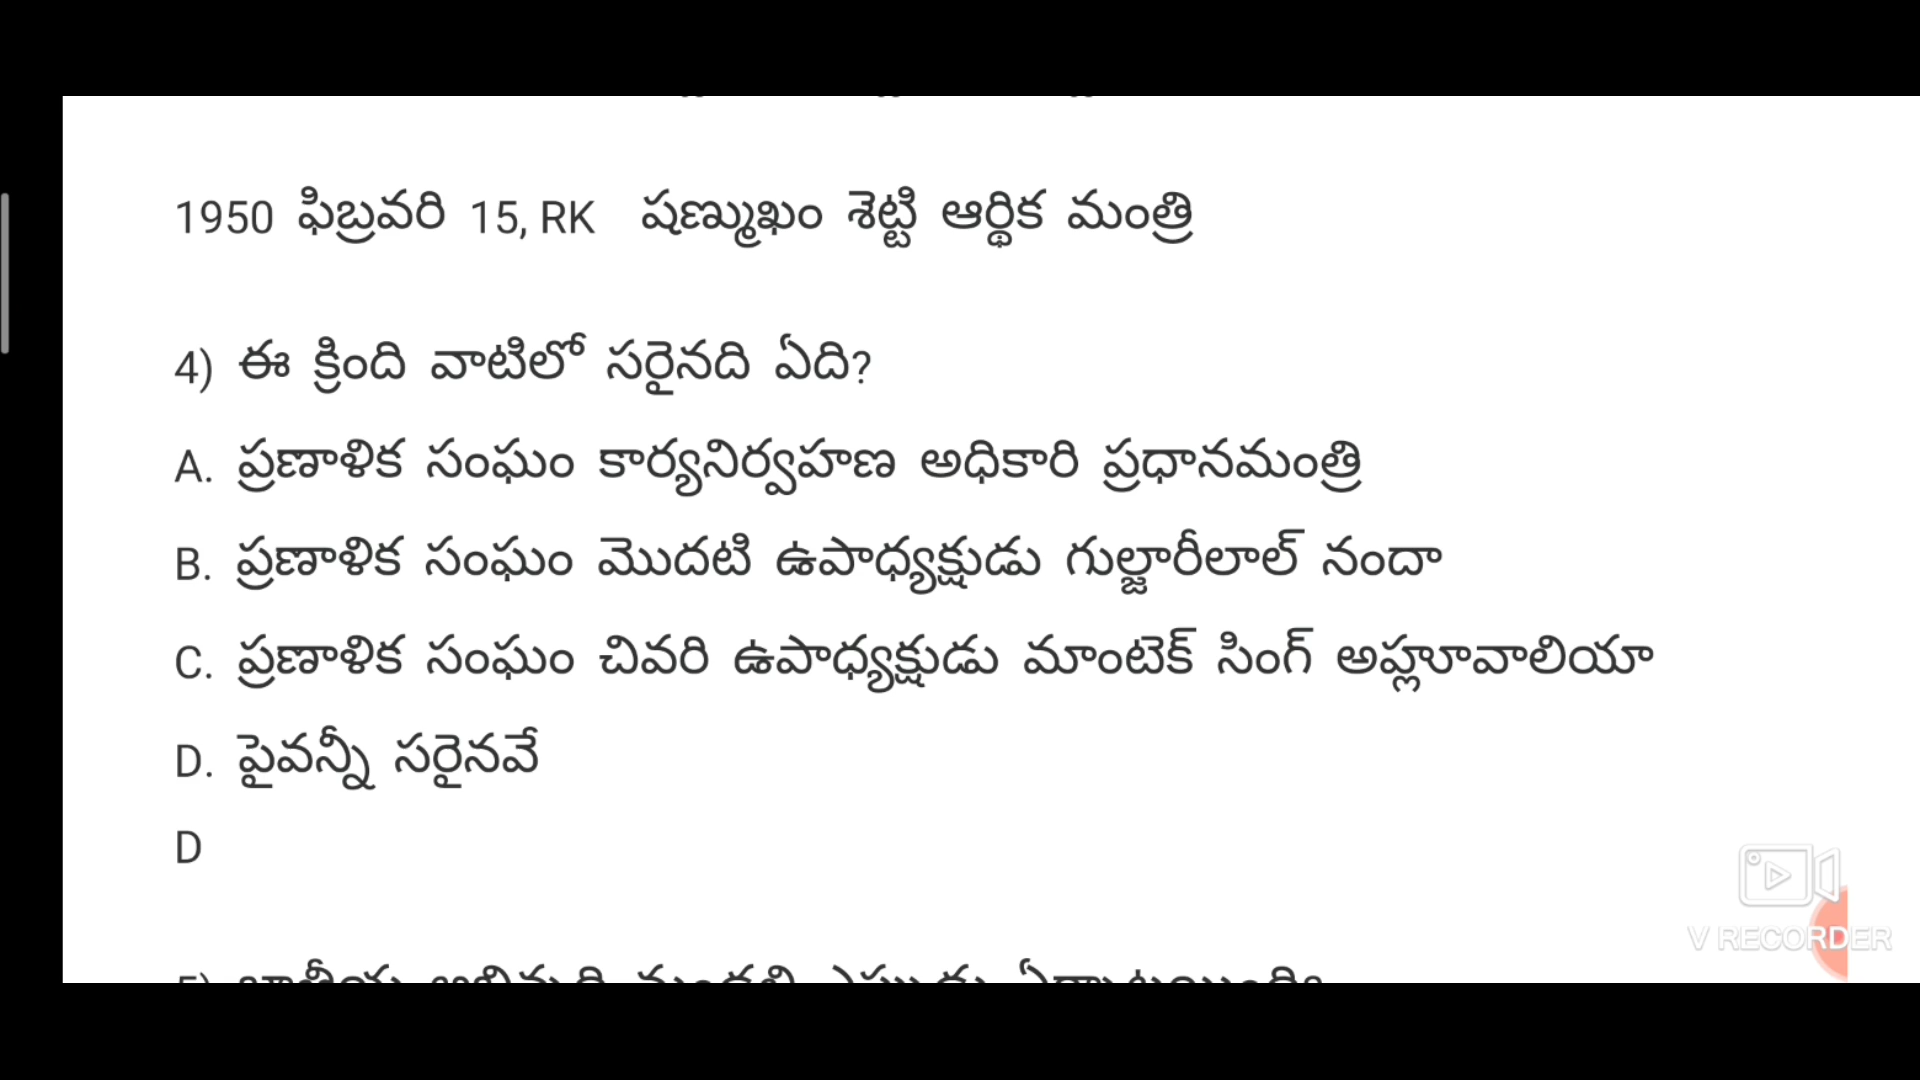 1950 ఫిబ్రవరి 15, RK షణ్ముఖం శెట్టి ఆర్థిక మంత్రి
4) ఈ క్రింది వాటిలో సరైనది ఏది?
A. ప్రణాళిక సంఘం కార్యనిర్వహణ అధికారి ప్రధానమంత్రి
B. ప్రణాళిక సంఘం మొదటి ఉపాధ్యక్షుడు గుల్జారీలాల్ నందా
C. ప్రణాళిక సంఘం చివరి ఉపాధ్యక్షుడు మాంటెక్ సింగ్ అహ్లూవాలియా
D. పైవన్నీ సరైనవే
D
V RECORDER